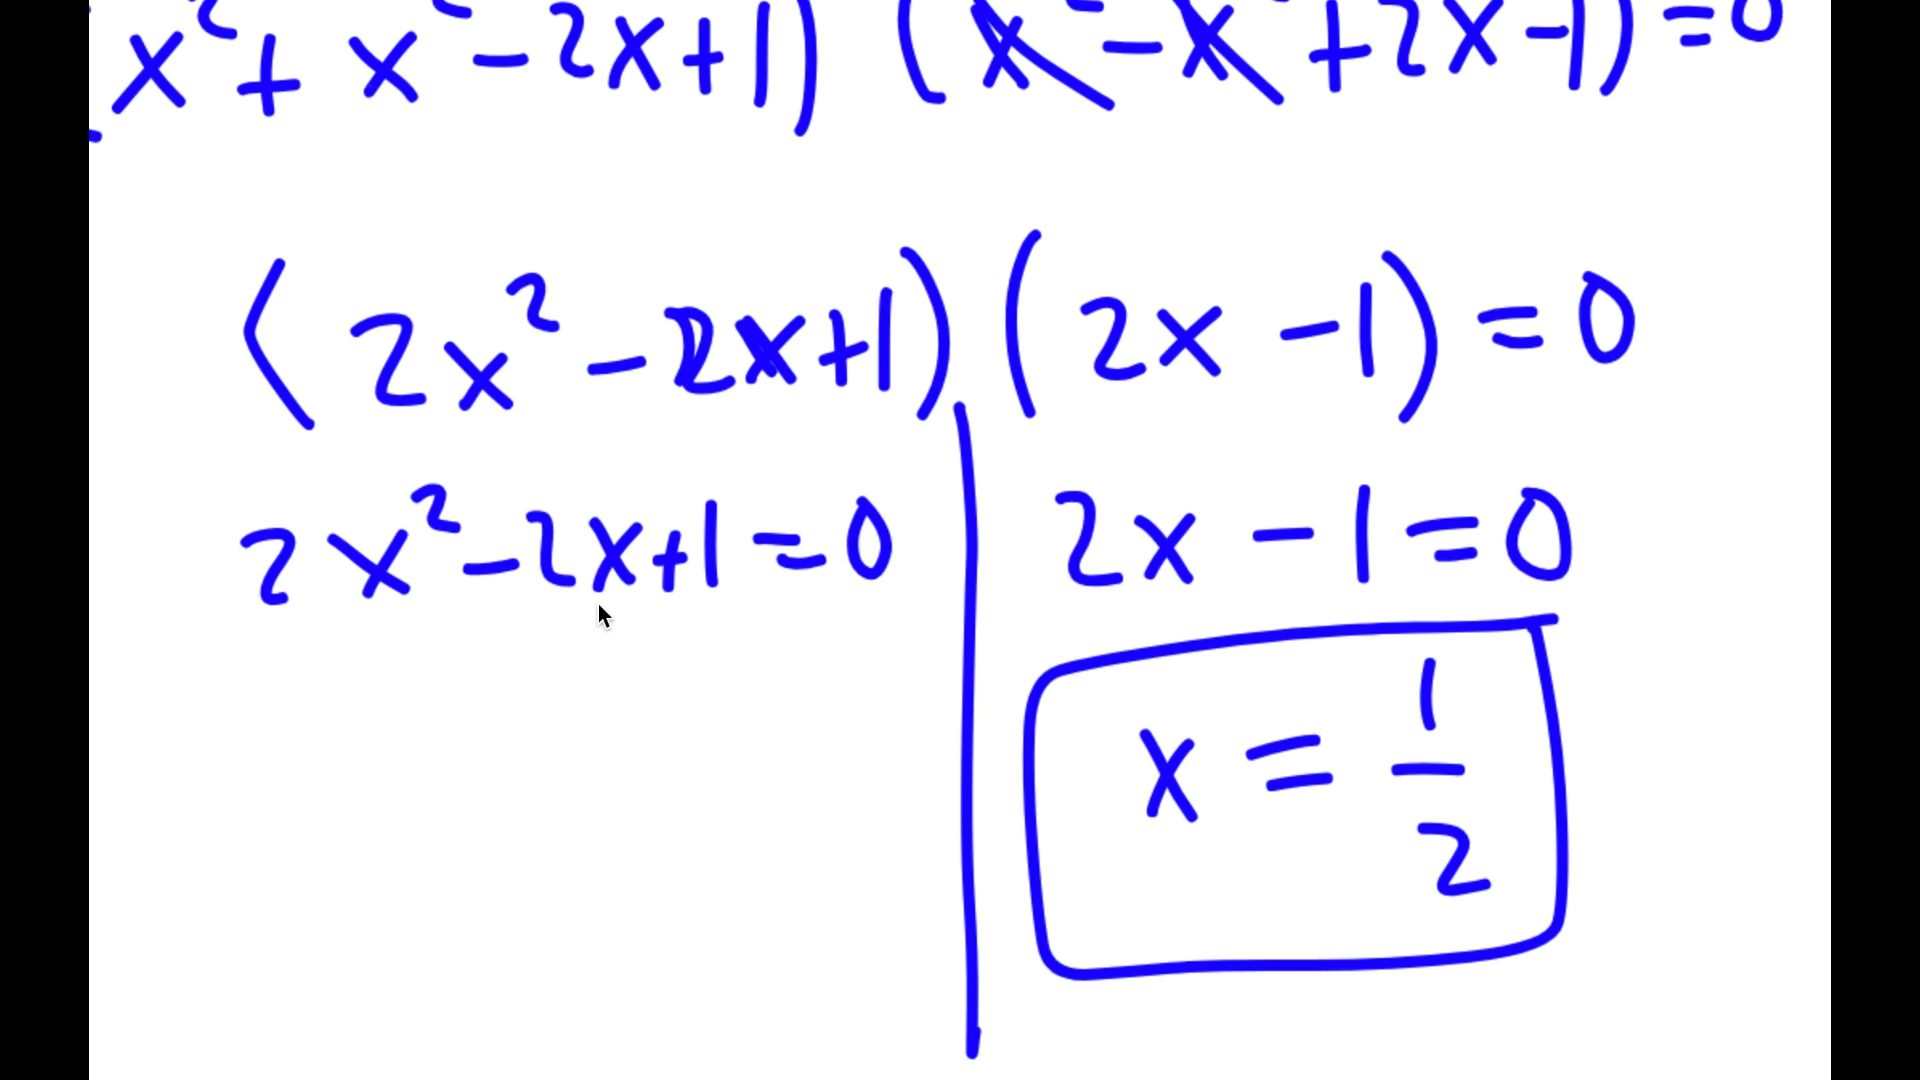 x² + x² - 2x + 1) (x² - x² + 2x - 1) = 0
(2x² - 2x + 1) (2x - 1) = 0
2x² - 2x + 1 = 0
2x - 1 = 0
x = 1/2